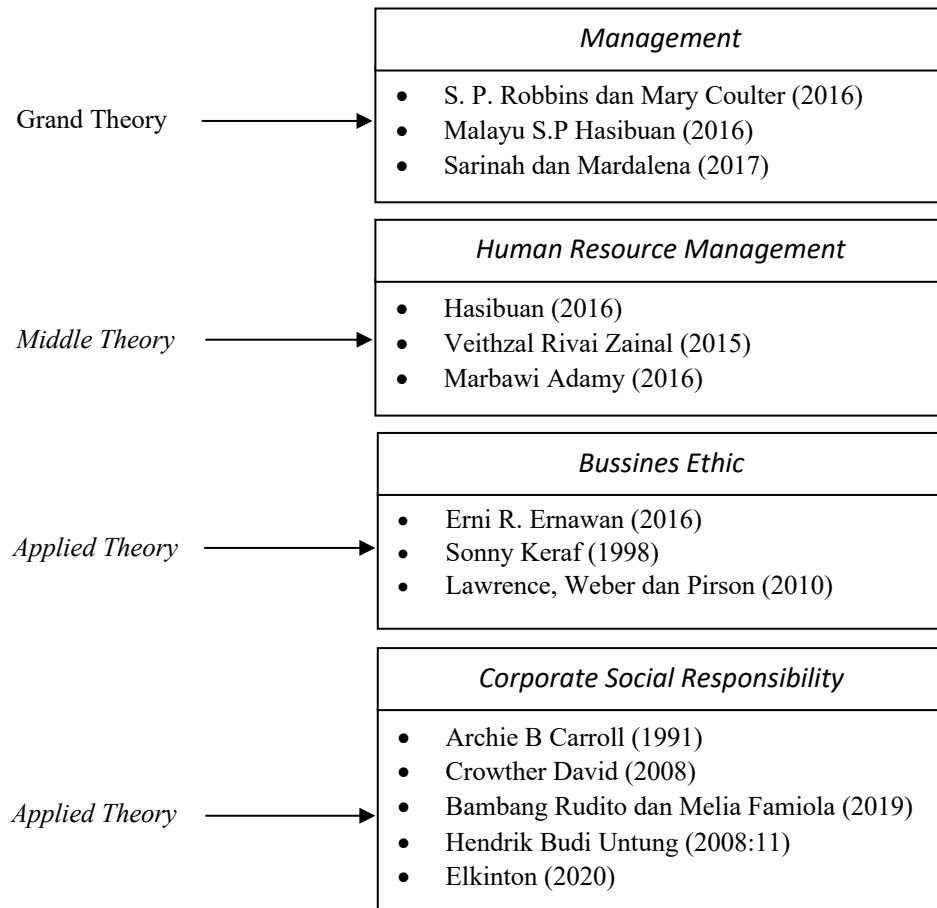 Management
Grand Theory
• S. P. Robbins dan Mary Coulter (2016)
• Malayu S.P Hasibuan (2016)
• Sarinah dan Mardalena (2017)
Human Resource Management
Middle Theory
• Hasibuan (2016)
• Veithzal Rivai Zainal (2015)
• Marbawi Adamy (2016)
Bussines Ethic
Applied Theory
• Erni R. Ernawan (2016)
• Sonny Keraf (1998)
• Lawrence, Weber dan Pirson (2010)
Corporate Social Responsibility
Applied Theory
• Archie B Carroll (1991)
• Crowther David (2008)
• Bambang Rudito dan Melia Famiola (2019)
• Hendrik Budi Untung (2008:11)
• Elkinton (2020)